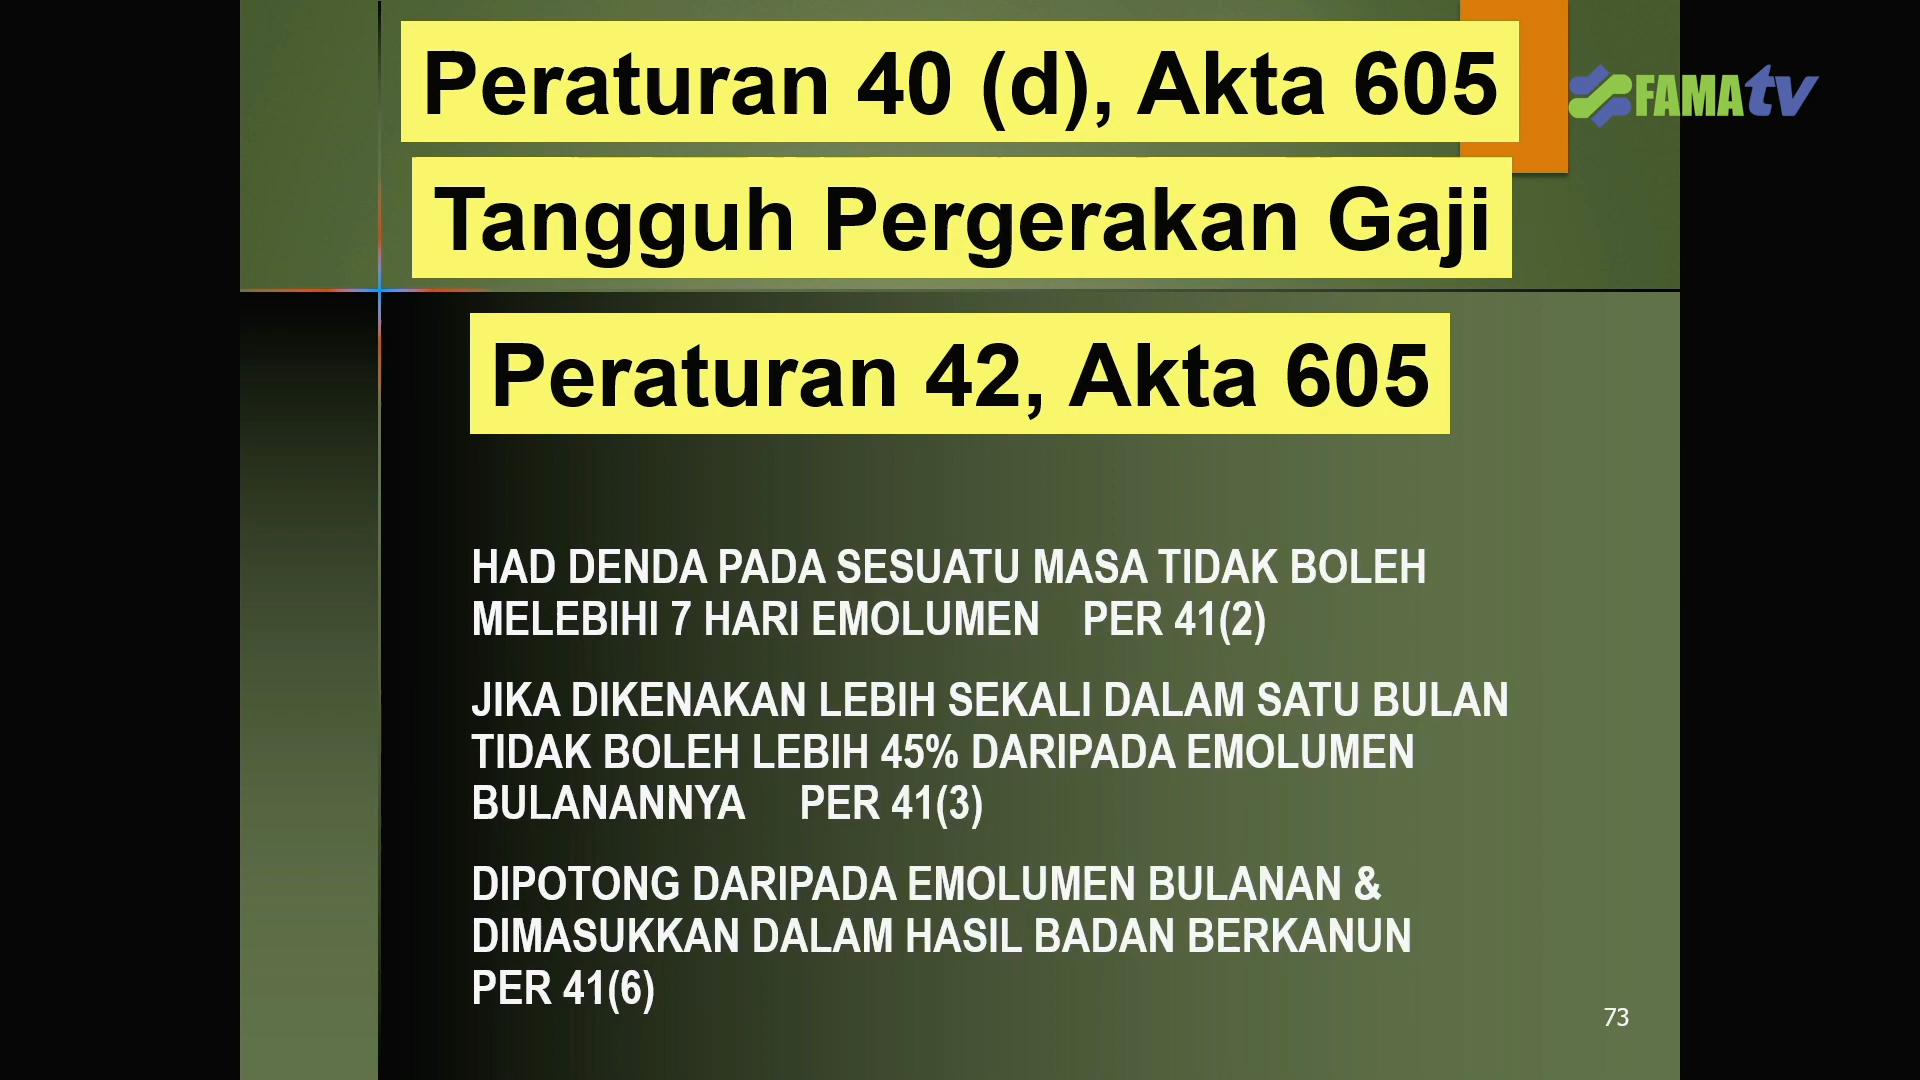 Peraturan 40 (d), Akta 605
FAMAtv
Tangguh Pergerakan Gaji
Peraturan 42, Akta 605
HAD DENDA PADA SESUATU MASA TIDAK BOLEH
MELEBIHI 7 HARI EMOLUMEN PER 41(2)
JIKA DIKENAKAN LEBIH SEKALI DALAM SATU BULAN
TIDAK BOLEH LEBIH 45% DARIPADA EMOLUMEN
BULANANNYA PER 41(3)
DIPOTONG DARIPADA EMOLUMEN BULANAN &
DIMASUKKAN DALAM HASIL BADAN BERKANUN
PER 41(6)
73